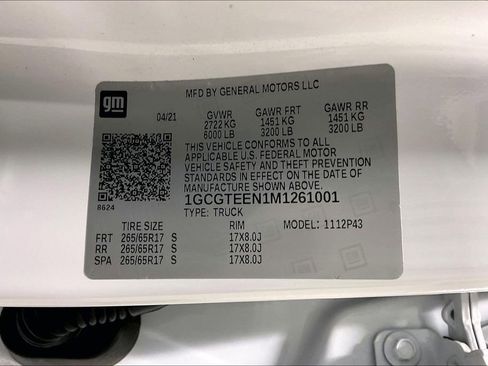 MFD BY GENERAL MOTORS LLC
gm
04/21 GVWR GAWR FRT GAWR RR
2722 KG 1451 KG 1451 KG
6000 LB 3200 LB 3200 LB
THIS VEHICLE CONFORMS TO ALL
APPLICABLE U.S. FEDERAL MOTOR
VEHICLE SAFETY AND THEFT PREVENTION
STANDARDS IN EFFECT ON THE DATE OF
MANUFACTURE SHOWN ABOVE.
1GCGTEEN1M1261001
8624
TYPE: TRUCK
TIRE SIZE RIM MODEL: 1112P43
FRT 265/65R17 S 17X8.0J
RR 265/65R17 S 17X8.0J
SPA 265/65R17 S 17X8.0J